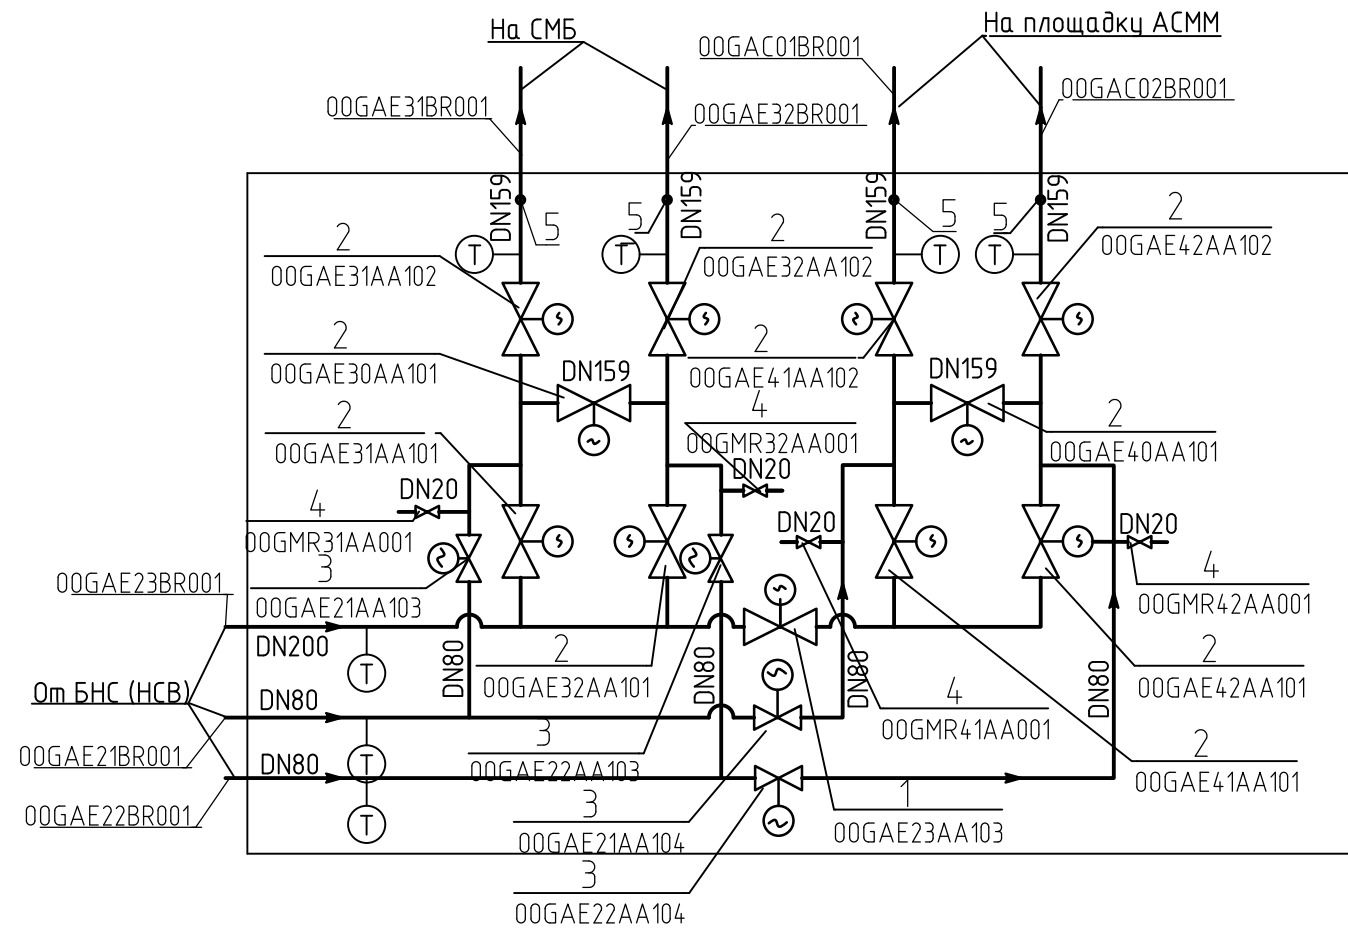 На СМБ
На площадку АСММ
00GAC01BR001
00GAE31BR001
00GAE32BR001
00GAC02BR001
DN159
DN159
DN159
DN159
5
5
5
5
2
T
T
2
T
T
2
00GAE31AA102
00GAE32AA102
00GAE42AA102
2
2
00GAE30AA101
DN159
00GAE41AA102
DN159
2
4
2
00GAE31AA101
00GMR32AA001
00GAE40AA101
DN20
DN20
4
DN20
DN20
00GMR31AA001
3
4
00GAE23BR001
00GAE21AA103
00GMR42AA001
DN200
T
DN80
2
DN80
DN80
2
DN80
00GAE32AA101
00GAE42AA101
От БНС (НСВ)
DN80
4
00GMR41AA001
00GAE21BR001
DN80
T
3
00GAE22AA103
2
00GAE41AA101
00GAE22BR001
T
3
1
00GAE21AA104
00GAE23AA103
3
00GAE22AA104